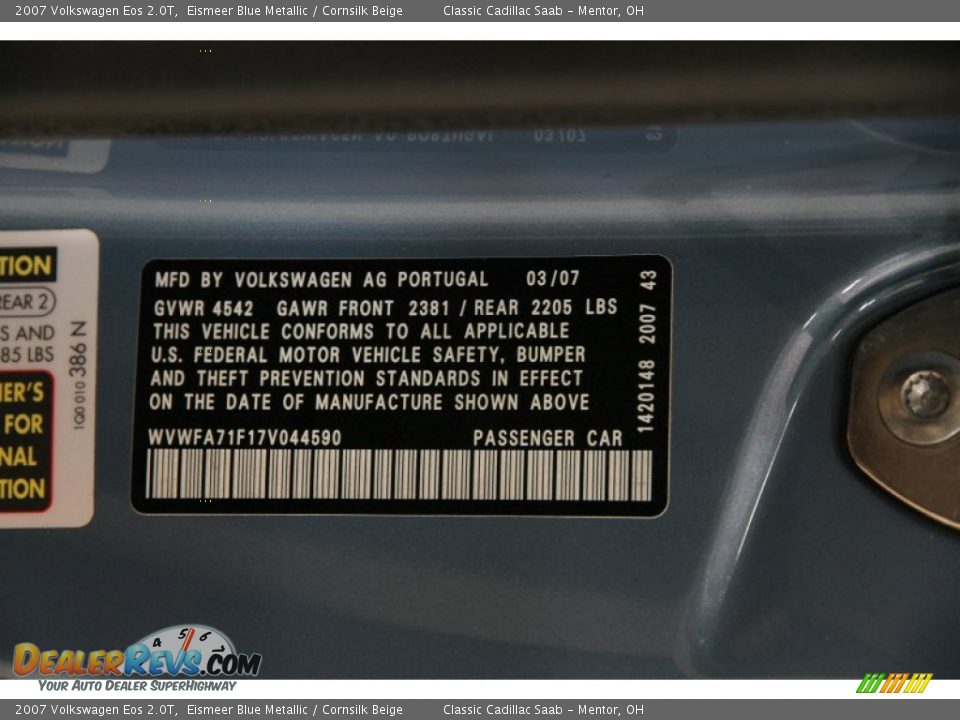 2007 Volkswagen Eos 2.0T, Eismeer Blue Metallic / Cornsilk Beige Classic Cadillac Saab – Mentor, OH
TION
REAR 2
S AND
85 LBS
1Q0 010 386 N
ER'S
FOR
NAL
TION
MFD BY VOLKSWAGEN AG PORTUGAL 03/07
GVWR 4542 GAWR FRONT 2381 / REAR 2205 LBS
THIS VEHICLE CONFORMS TO ALL APPLICABLE
U.S. FEDERAL MOTOR VEHICLE SAFETY, BUMPER
AND THEFT PREVENTION STANDARDS IN EFFECT
ON THE DATE OF MANUFACTURE SHOWN ABOVE
WVWFA71F17V044590 PASSENGER CAR
1420148 2007 43
4 5 6
DEALERREVS.COM
YOUR AUTO DEALER SUPERHIGHWAY
2007 Volkswagen Eos 2.0T, Eismeer Blue Metallic / Cornsilk Beige Classic Cadillac Saab – Mentor, OH